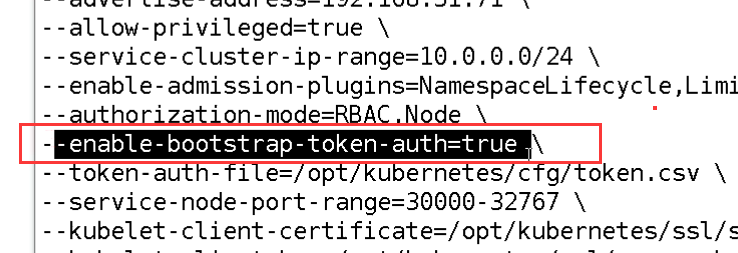 --advertise-address=192.168.31.71 \
--allow-privileged=true \
--service-cluster-ip-range=10.0.0.0/24 \
--enable-admission-plugins=NamespaceLifecycle,Limi
--authorization-mode=RBAC,Node \
--enable-bootstrap-token-auth=true \
--token-auth-file=/opt/kubernetes/cfg/token.csv \
--service-node-port-range=30000-32767 \
--kubelet-client-certificate=/opt/kubernetes/ssl/s